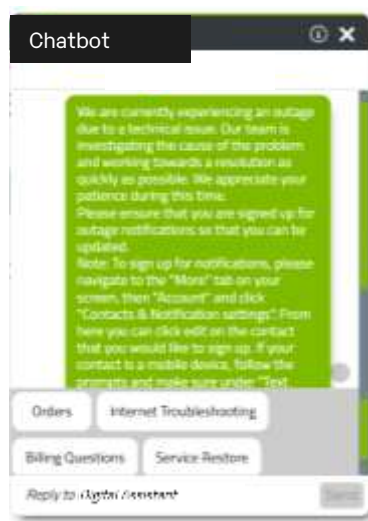 Chatbot
We are currently experiencing an outage
due to a technical issue. Our team is
investigating the cause of the problem
and working towards a resolution as
quickly as possible. We appreciate your
patience during this time.
Please ensure that you are signed up for
outage notifications so that you can be
updated.
Note: To sign up for notifications, please
navigate to the "More" tab on your
screen, then "Account" and click
"Contacts & Notification settings". From
here you can click edit on the contact
that you would like to sign up. If your
contact is a mobile device, follow the
prompts and make sure under "Text
Orders
Internet Troubleshooting
Billing Questions
Service Restore
Reply to Digital Assistant
Send